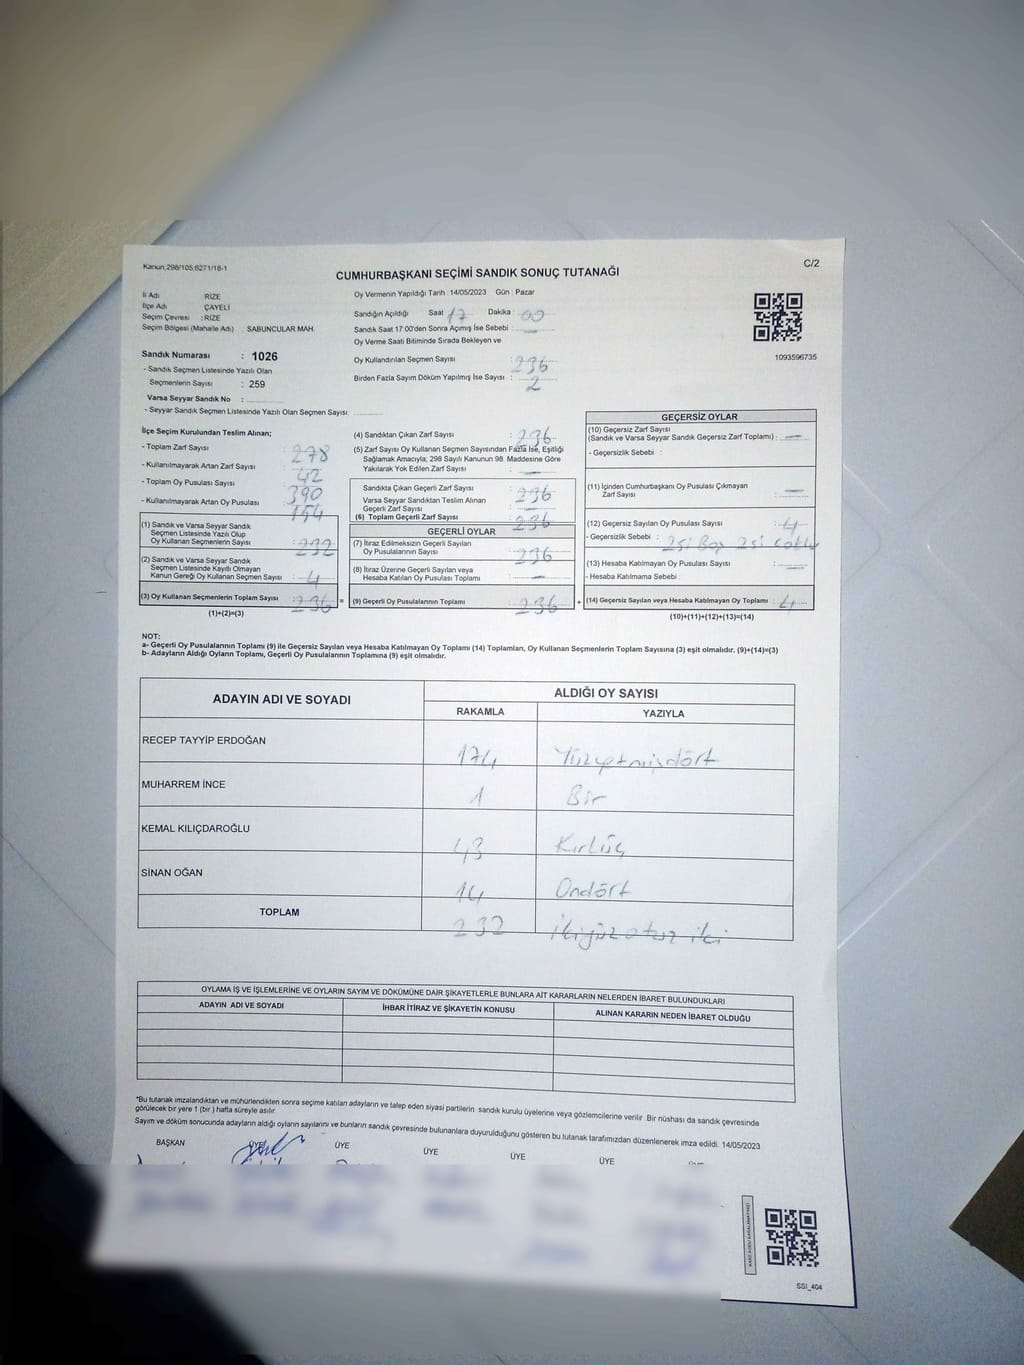 Kanun;298/105;6271/18-1
C/2
CUMHURBAŞKANI SEÇİMİ SANDIK SONUÇ TUTANAĞI
İl Adı RİZE
İlçe Adı ÇAYELİ
Seçim Çevresi : RİZE
Seçim Bölgesi (Mahalle Adı) : SABUNCULAR MAH.
Oy Vermenin Yapıldığı Tarih : 14/05/2023 Gün : Pazar
Sandığın Açıldığı Saat 17 Dakika : 00
Sandık Saat 17:00'den Sonra Açımış İse Sebebi :
Oy Verme Saati Bitiminde Sırada Bekleyen ve
Oy Kullandırılan Seçmen Sayısı : 236
Birden Fazla Sayım Döküm Yapılmış İse Sayısı : 2
1093596735
Sandık Numarası : 1026
- Sandık Seçmen Listesinde Yazılı Olan
Seçmenlerin Sayısı : 259
Varsa Seyyar Sandık No :
- Seyyar Sandık Seçmen Listesinde Yazılı Olan Seçmen Sayısı:
İlçe Seçim Kurulundan Teslim Alınan;
- Toplam Zarf Sayısı : 278
- Kullanılmayarak Artan Zarf Sayısı : 42
- Toplam Oy Pusulası Sayısı : 390
- Kullanılmayarak Artan Oy Pusulası : 154
(1) Sandık ve Varsa Seyyar Sandık
Seçmen Listesinde Yazılı Olup
Oy Kullanan Seçmenlerin Sayısı : 232
(2) Sandık ve Varsa Seyyar Sandık
Seçmen Listesinde Kayıtlı Olmayan
Kanun Gereği Oy Kullanan Seçmen Sayısı : 4
(3) Oy Kullanan Seçmenlerin Toplam Sayısı : 236 =
(1)+(2)=(3)
(4) Sandıktan Çıkan Zarf Sayısı : 236
(5) Zarf Sayısı Oy Kullanan Seçmen Sayısından Fazla İse, Eşitliği
Sağlamak Amacıyla, 298 Sayılı Kanunun 98. Maddesine Göre
Yakılarak Yok Edilen Zarf Sayısı :
Sandıkta Çıkan Geçerli Zarf Sayısı : 236
Varsa Seyyar Sandıktan Teslim Alınan
Geçerli Zarf Sayısı :
(6) Toplam Geçerli Zarf Sayısı : 236
GEÇERLİ OYLAR
(7) İtiraz Edilmeksizin Geçerli Sayılan
Oy Pusulalarının Sayısı : 236
(8) İtiraz Üzerine Geçerli Sayılan veya
Hesaba Katılan Oy Pusulası Toplamı :
(9) Geçerli Oy Pusulalarının Toplamı : 236 +
GEÇERSİZ OYLAR
(10) Geçersiz Zarf Sayısı
(Sandık ve Varsa Seyyar Sandık Geçersiz Zarf Toplamı) :
- Geçersizlik Sebebi :
(11) İçinden Cumhurbaşkanı Oy Pusulası Çıkmayan
Zarf Sayısı :
(12) Geçersiz Sayılan Oy Pusulası Sayısı : 4
- Geçersizlik Sebebi : 2si Boş 2si
(13) Hesaba Katılmayan Oy Pusulası Sayısı :
- Hesaba Katılmama Sebebi :
(14) Geçersiz Sayılan veya Hesaba Katılmayan Oy Toplamı : 4
(10)+(11)+(12)+(13)=(14)
NOT:
a- Geçerli Oy Pusulalarının Toplamı (9) ile Geçersiz Sayılan veya Hesaba Katılmayan Oy Toplamı (14) Toplamları, Oy Kullanan Seçmenlerin Toplam Sayısına (3) eşit olmalıdır. (9)+(14)=(3)
b- Adayların Aldığı Oyların Toplamı, Geçerli Oy Pusulalarının Toplamına (9) eşit olmalıdır.
ADAYIN ADI VE SOYADI ALDIĞI OY SAYISI
RAKAMLA YAZIYLA
RECEP TAYYİP ERDOĞAN 174 Yüzyetmişdört
MUHARREM İNCE 1 Bir
KEMAL KILIÇDAROĞLU 43 Kırküç
SİNAN OĞAN 14 Ondört
TOPLAM 232 İkiyüz otuz iki
OYLAMA İŞ VE İŞLEMLERİNE VE OYLARIN SAYIM VE DÖKÜMÜNE DAİR ŞİKAYETLERLE BUNLARA AİT KARARLARIN NELERDEN İBARET BULUNDUKLARI
ADAYIN ADI VE SOYADI İHBAR İTİRAZ VE ŞİKAYETİN KONUSU ALINAN KARARIN NEDEN İBARET OLDUĞU
*Bu tutanak imzalandıktan ve mühürlendikten sonra seçime katılan adayların ve talep eden siyasi partilerin sandık kurulu üyelerine veya gözlemcilerine verilir. Bir nüshası da sandık çevresinde
görülecek bir yere 1 (bir) hafta süreyle asılır.
Sayım ve döküm sonucunda adayların aldığı oyların sayılarını ve bunların sandık çevresinde bulunanlara duyurulduğunu gösteren bu tutanak tarafımızdan düzenlenerek imza edildi. 14/05/2023
BAŞKAN ÜYE ÜYE ÜYE ÜYE ÜYE
SSI_404